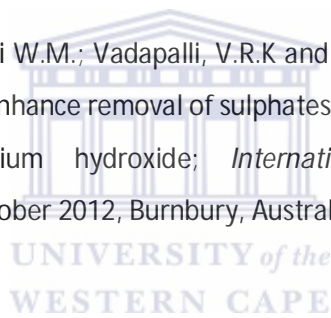 i W.M.; Vadapalli, V.R.K and
nhance removal of sulphates
ium hydroxide; Internati
ober 2012, Burnbury, Austral
UNIVERSITY of the
WESTERN CAPE